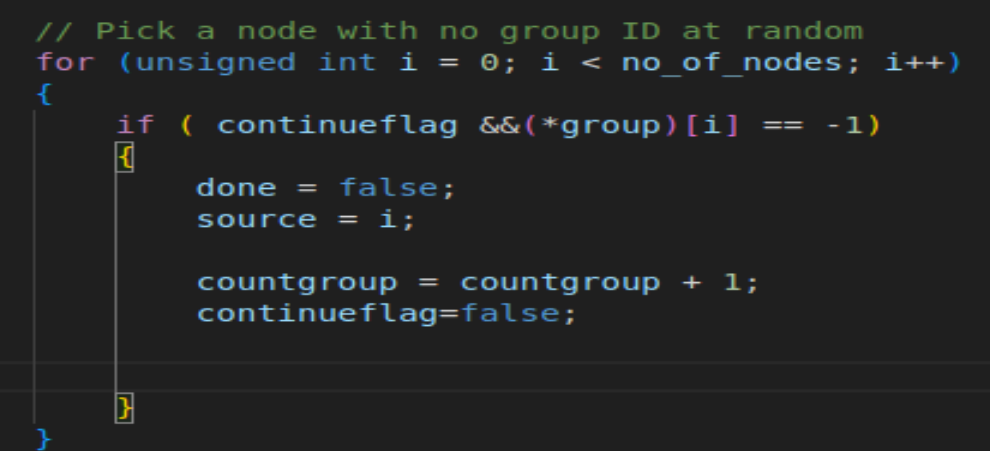 // Pick a node with no group ID at random
for (unsigned int i = 0; i < no_of_nodes; i++)
{
if ( continueflag &&(*group)[i] == -1)
{
done = false;
source = i;
countgroup = countgroup + 1;
continueflag=false;
}
}